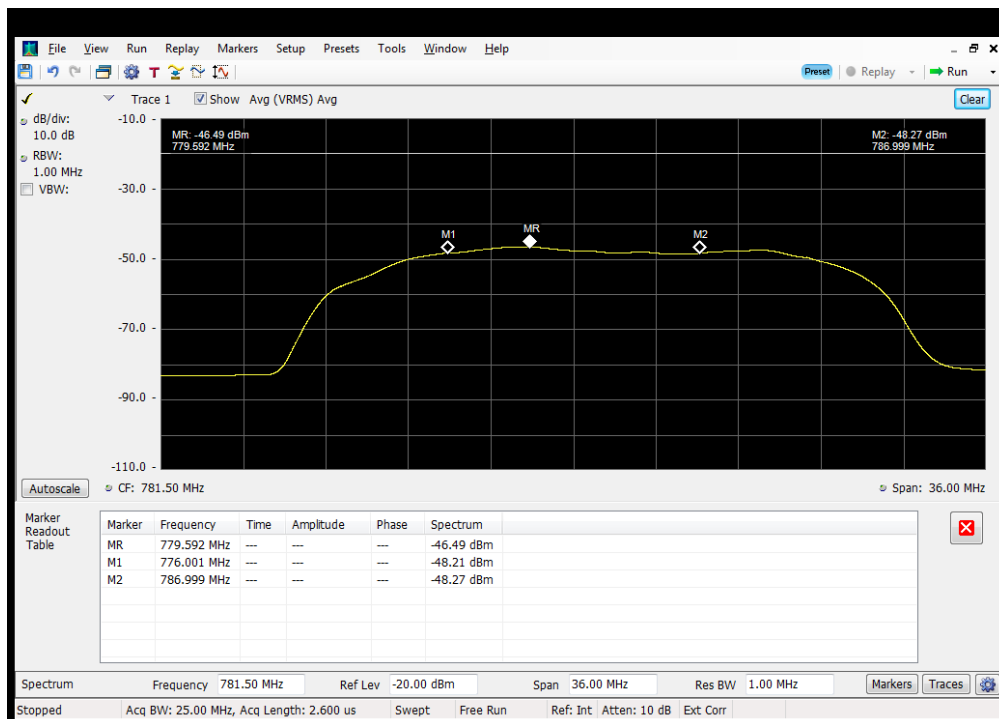 File View Run Replay Markers Setup Presets Tools Window Help
Preset Replay Run
Trace 1 Show Avg (VRMS) Avg Clear
dB/div:
10.0 dB
RBW:
1.00 MHz
VBW:
-10.0
-30.0
-50.0
-70.0
-90.0
-110.0
MR: -46.49 dBm
779.592 MHz
M2: -48.27 dBm
786.999 MHz
M1
MR
M2
Autoscale CF: 781.50 MHz Span: 36.00 MHz
Marker
Readout
Table
Marker Frequency Time Amplitude Phase Spectrum
MR 779.592 MHz --- --- --- -46.49 dBm
M1 776.001 MHz --- --- --- -48.21 dBm
M2 786.999 MHz --- --- --- -48.27 dBm
Spectrum Frequency 781.50 MHz Ref Lev -20.00 dBm Span 36.00 MHz Res BW 1.00 MHz Markers Traces
Stopped Acq BW: 25.00 MHz, Acq Length: 2.600 us Swept Free Run Ref: Int Atten: 10 dB Ext Corr